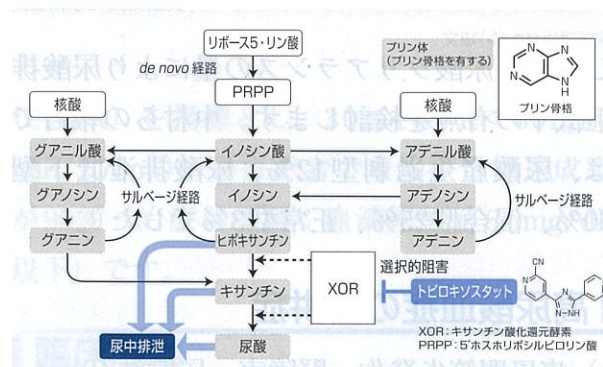 リボース5・リン酸
de novo 経路
PRPP
プリン体
(プリン骨格を有する)
N
N
N
N
H
プリン骨格
核酸
核酸
グアニル酸
イノシン酸
アデニル酸
グアノシン
サルベージ経路
イノシン
アデノシン
サルベージ経路
グアニン
ヒポキサンチン
アデニン
選択的阻害
キサンチン
XOR
トピロキソスタット
CN
N
N
N
N
H
N
尿中排泄
尿酸
XOR:キサンチン酸化還元酵素
PRPP:5'ホスホリボシルピロリン酸